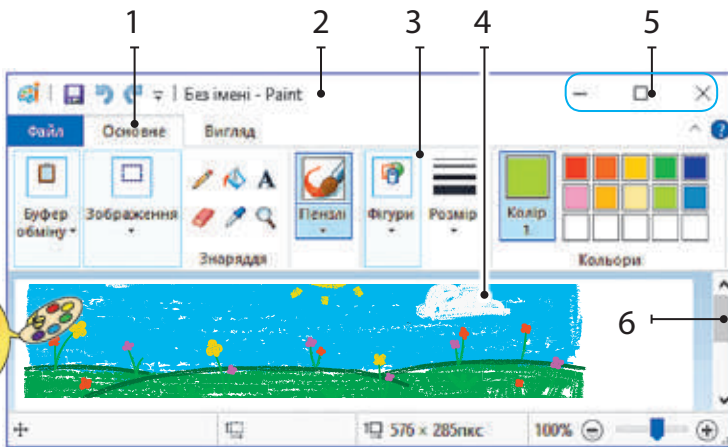 1 2 3 4 5
Без імені - Paint
Файл Основне Вигляд
Буфер обміну
Зображення
Знаряддя
A
Пензлі
Фігури
Розмір
Колір 1
Кольори
6
576 × 285пкс
100%